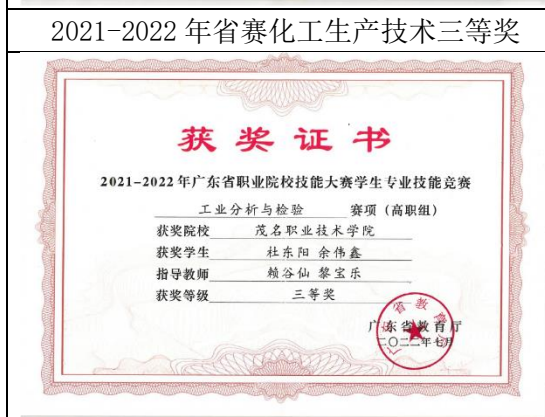 2021-2022 年省赛化工生产技术三等奖
获奖证书
2021-2022年广东省职业院校技能大赛学生专业技能竞赛
工业分析与检验 赛项（高职组）
获奖院校 茂名职业技术学院
获奖学生 杜东阳 余伟鑫
指导教师 赖谷仙 黎宝乐
获奖等级 三等奖
广东省教育厅
二〇二二年七月